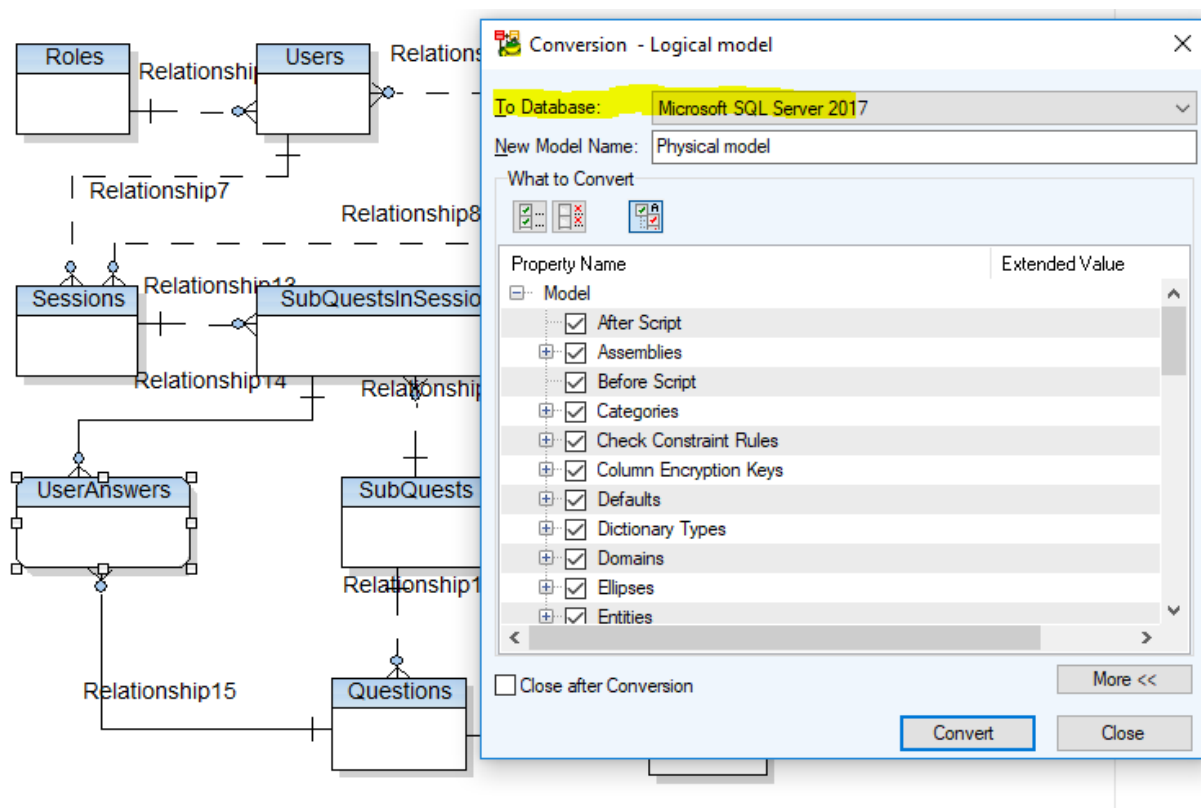 Roles
Relationshi
Users
Relations
Relationship7
Relationship8
Sessions
Relationship13
SubQuestsInSessio
Relationship14
Relationship
UserAnswers
SubQuests
Relationship1
Relationship15
Questions
Conversion - Logical model
To Database: Microsoft SQL Server 2017
New Model Name: Physical model
What to Convert
Property Name Extended Value
Model
After Script
Assemblies
Before Script
Categories
Check Constraint Rules
Column Encryption Keys
Defaults
Dictionary Types
Domains
Ellipses
Entities
Close after Conversion
More <<
Convert Close